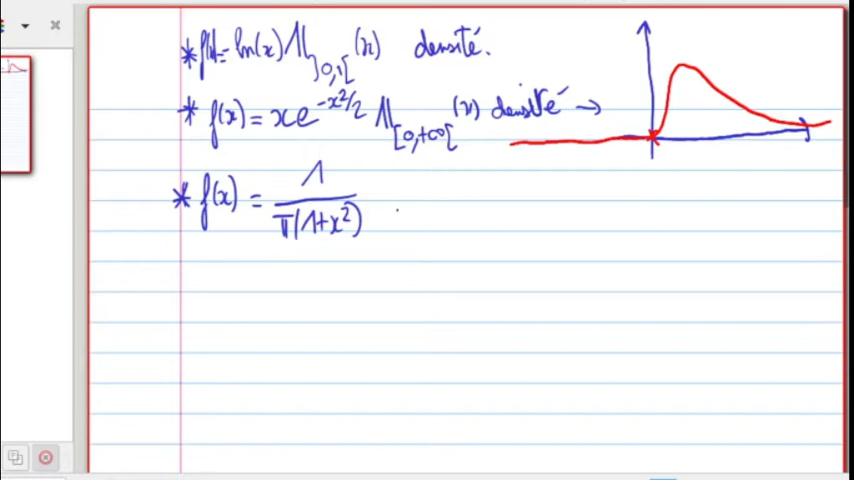 * f(x)=ln(x) 𝟙]0,1[ (x) densité.
* f(x) = xe^{-x²/2} 𝟙[0,+∞[ (x) densité →
* f(x) = 1/(π(1+x²))